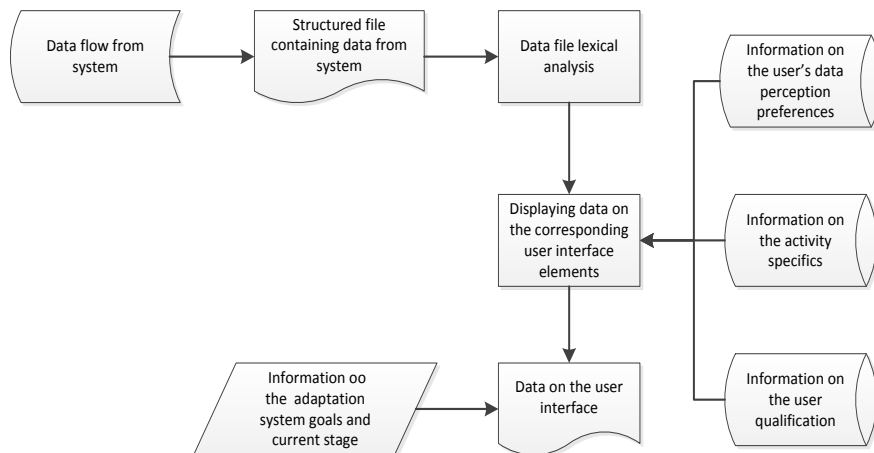 Data flow from
system
Structured file
containing data from
system
Data file lexical
analysis
Information on
the user's data
perception
preferences
Displaying data on
the corresponding
user interface
elements
Information on
the activity
specifics
Information oo
the adaptation
system goals and
current stage
Data on the user
interface
Information on
the user
qualification